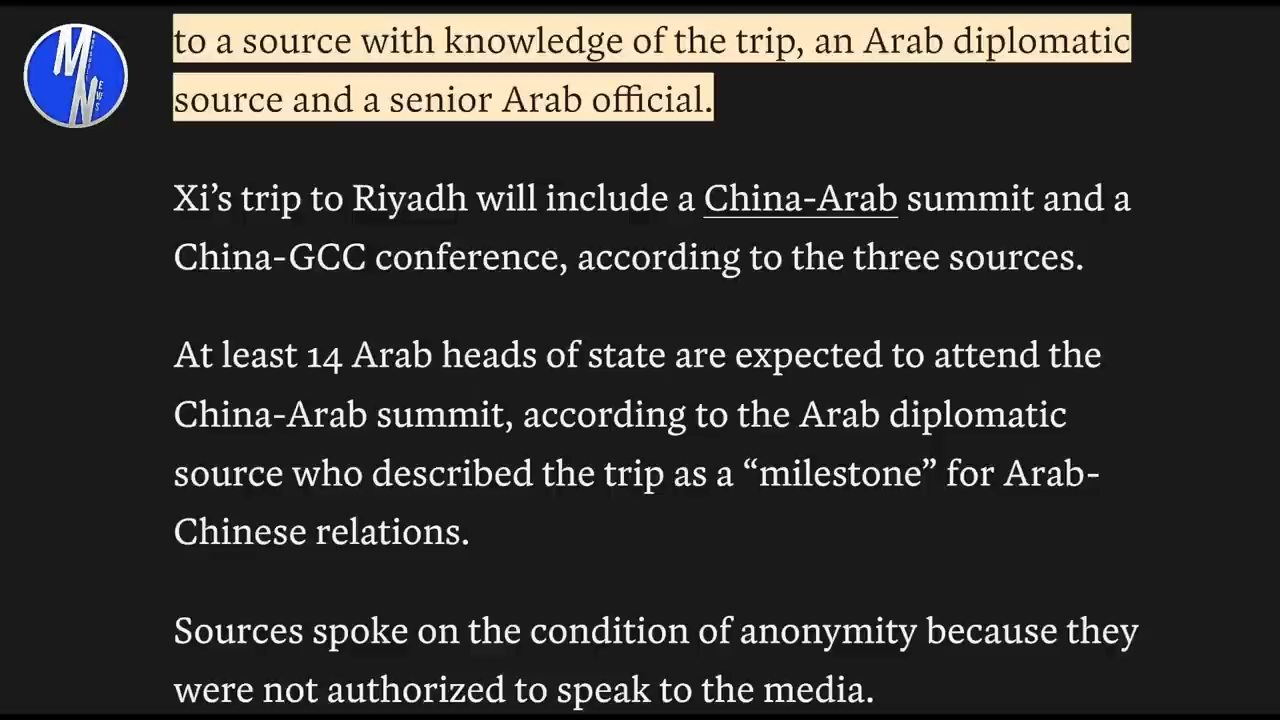 to a source with knowledge of the trip, an Arab diplomatic
source and a senior Arab official.
Xi’s trip to Riyadh will include a China-Arab summit and a
China-GCC conference, according to the three sources.
At least 14 Arab heads of state are expected to attend the
China-Arab summit, according to the Arab diplomatic
source who described the trip as a “milestone” for Arab-
Chinese relations.
Sources spoke on the condition of anonymity because they
were not authorized to speak to the media.